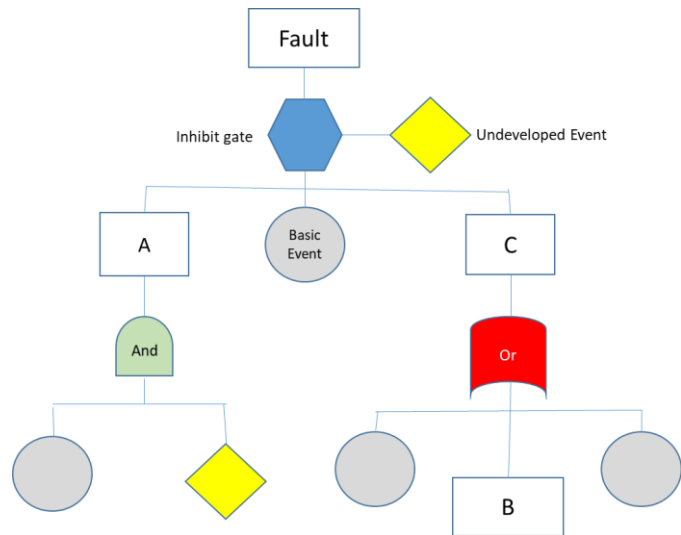 Fault
Inhibit gate
Undeveloped Event
A
Basic
Event
C
And
Or
B